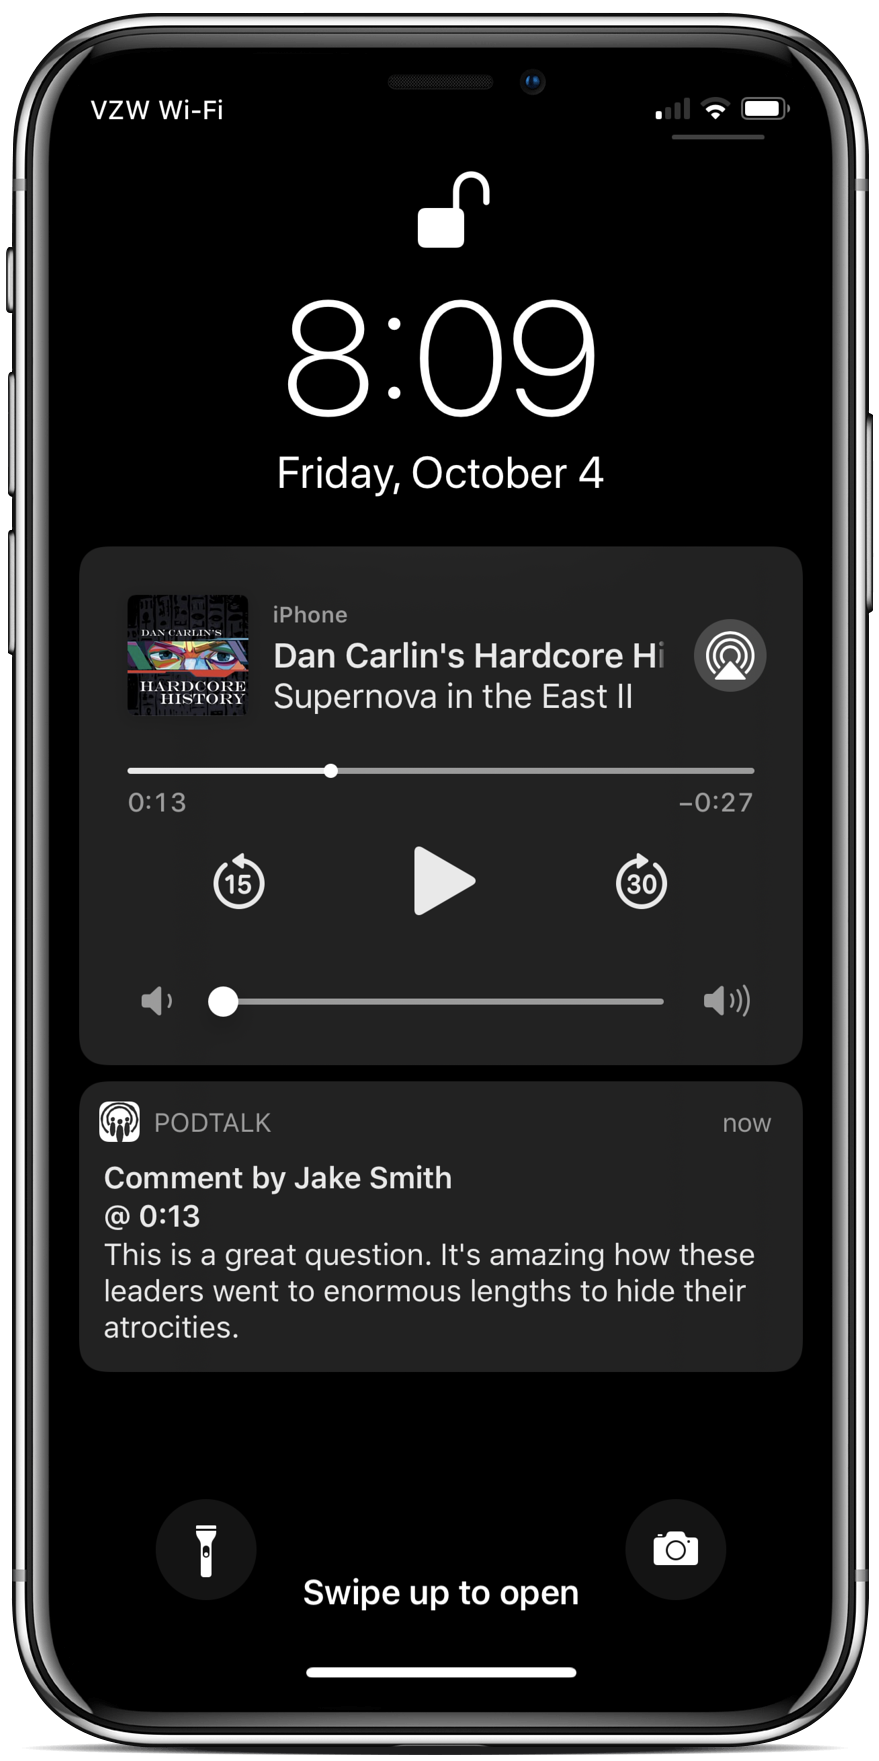 VZW Wi-Fi
8:09
Friday, October 4
iPhone
DAN CARLIN'S
HARDCORE
HISTORY
Dan Carlin's Hardcore Hi
Supernova in the East II
0:13
–0:27
15
30
PODTALK
now
Comment by Jake Smith
@ 0:13
This is a great question. It's amazing how these
leaders went to enormous lengths to hide their
atrocities.
Swipe up to open